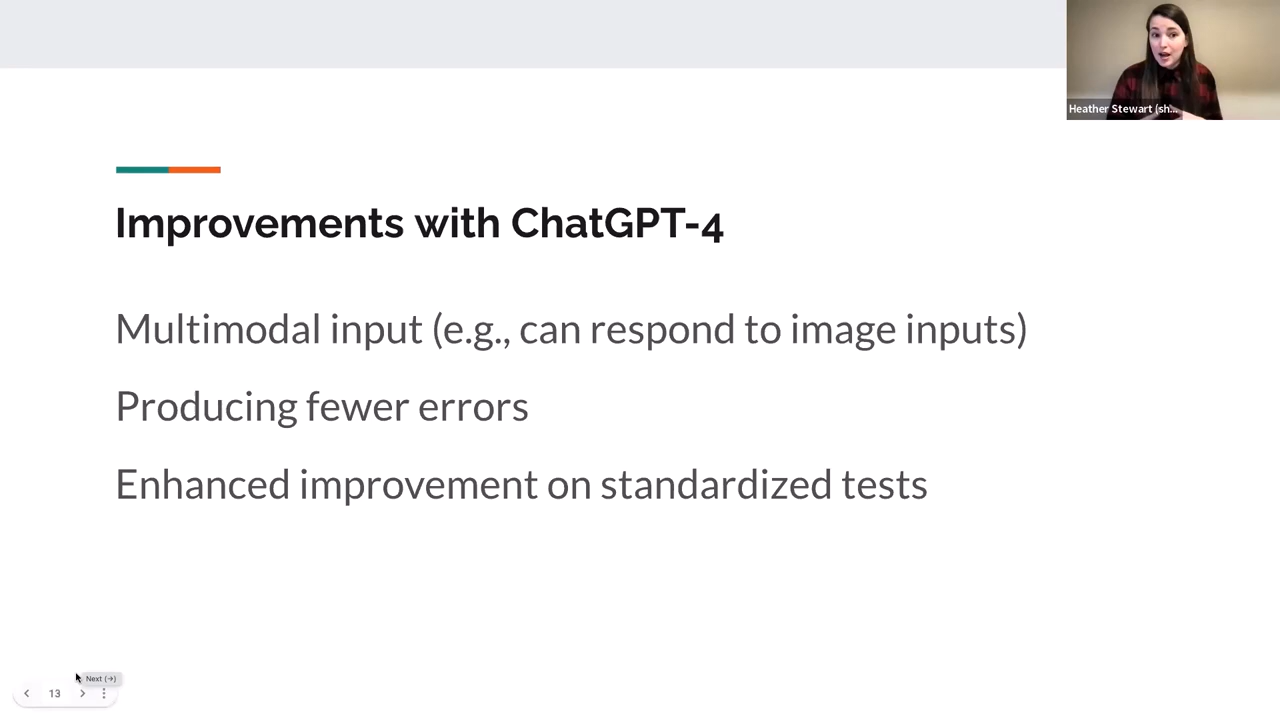 Heather Stewart (sh...
Improvements with ChatGPT-4
Multimodal input (e.g., can respond to image inputs)
Producing fewer errors
Enhanced improvement on standardized tests
Next (→)
13